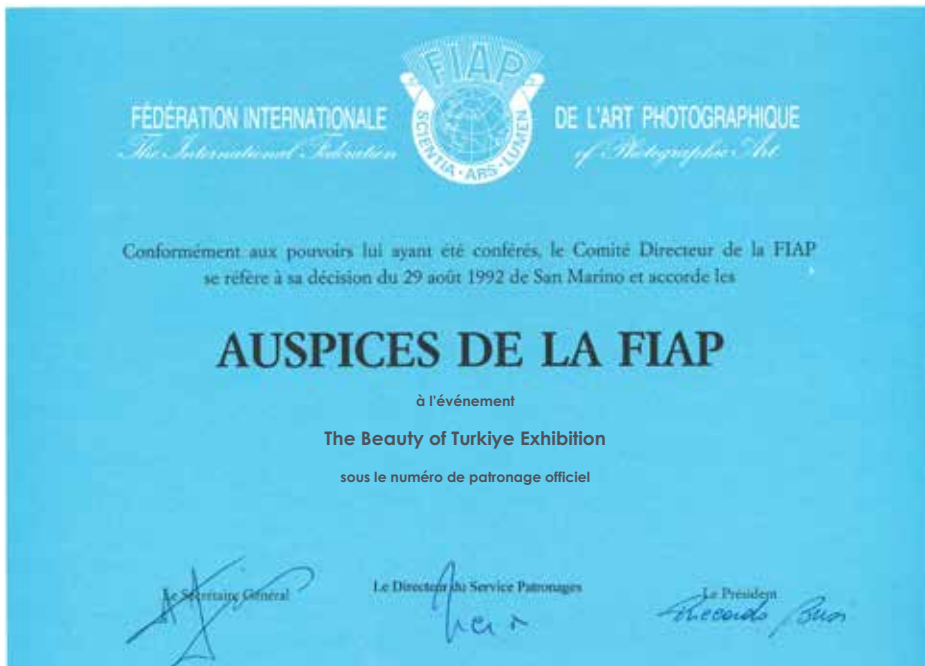 FIAP
SCIENTIA · ARS · LUMEN
FÉDÉRATION INTERNATIONALE DE L'ART PHOTOGRAPHIQUE
The International Federation of Photographic Art
Conformément aux pouvoirs lui ayant été conférés, le Comité Directeur de la FIAP
se réfère à sa décision du 29 août 1992 de San Marino et accorde les
AUSPICES DE LA FIAP
à l'événement
The Beauty of Turkiye Exhibition
sous le numéro de patronage officiel
Le Secrétaire Général
Le Directeur du Service Patronages
Le Président
Riccardo Busi